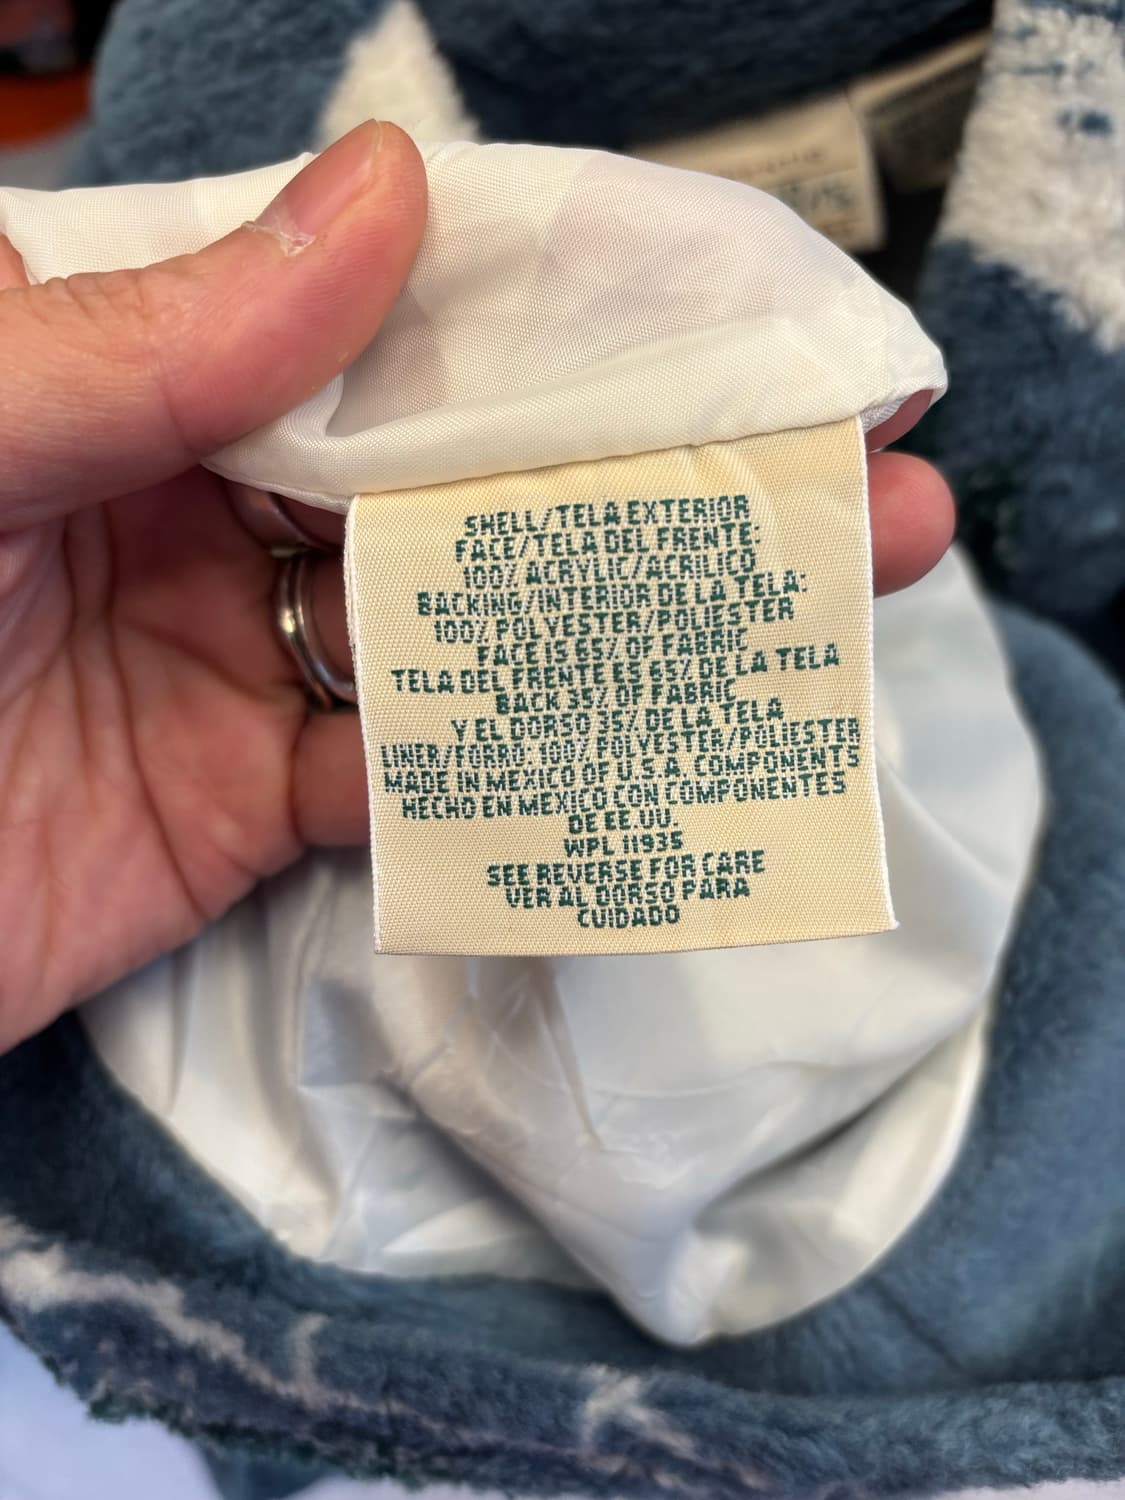 SHELL/TELA EXTERIOR
FACE/TELA DEL FRENTE:
100% ACRYLIC/ACRILICO
BACKING/INTERIOR DE LA TELA:
100% POLYESTER/POLIESTER
FACE IS 65% OF FABRIC
TELA DEL FRENTE ES 65% DE LA TELA
BACK 35% OF FABRIC
Y EL DORSO 35% DE LA TELA
LINER/FORRO: 100% POLYESTER/POLIESTER
MADE IN MEXICO OF U.S.A. COMPONENTS
HECHO EN MEXICO CON COMPONENTES
DE EE.UU.
WPL 11935
SEE REVERSE FOR CARE
VER AL DORSO PARA
CUIDADO